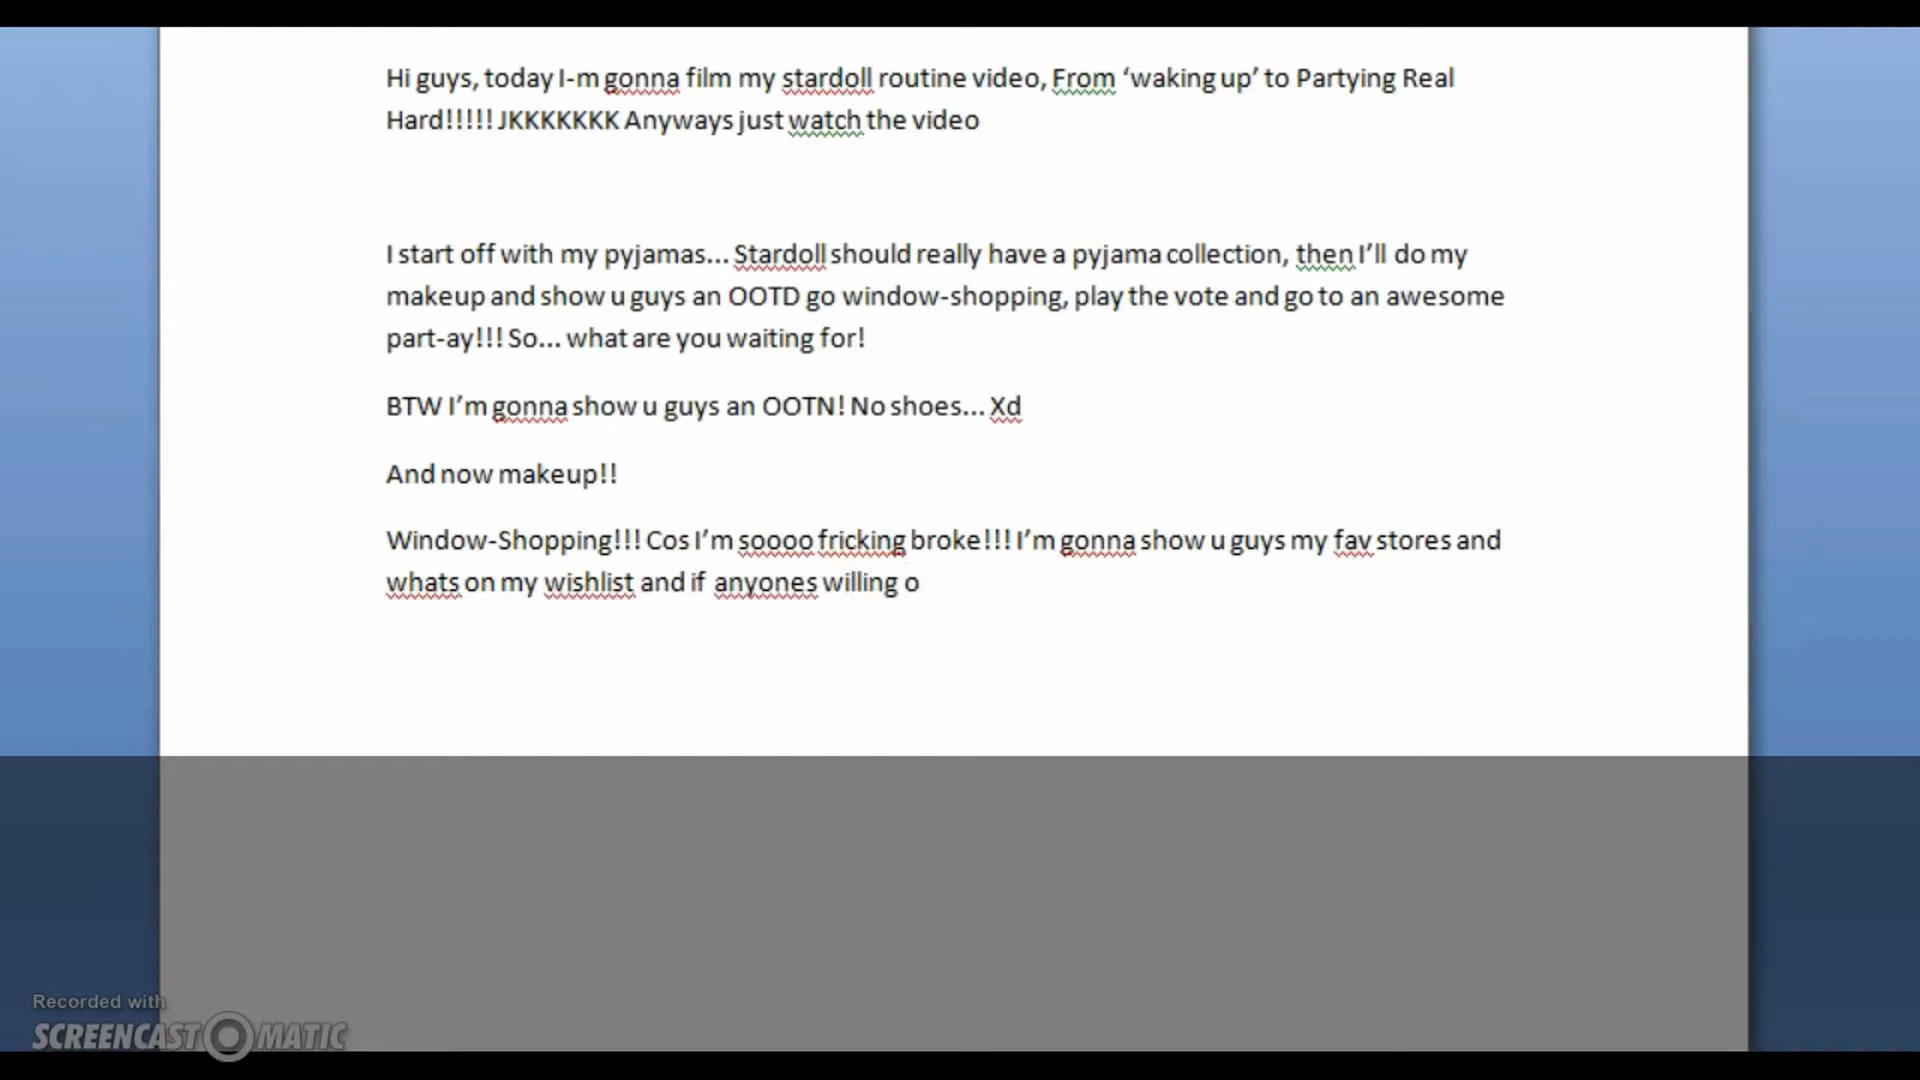 Hi guys, today I-m gonna film my stardoll routine video, From ‘waking up’ to Partying Real
Hard!!!!! JKKKKKKK Anyways just watch the video
I start off with my pyjamas... Stardoll should really have a pyjama collection, then I’ll do my
makeup and show u guys an OOTD go window-shopping, play the vote and go to an awesome
part-ay!!! So... what are you waiting for!
BTW I’m gonna show u guys an OOTN! No shoes... Xd
And now makeup!!
Window-Shopping!!! Cos I’m soooo fricking broke!!! I’m gonna show u guys my fav stores and
whats on my wishlist and if anyones willing o
Recorded with
SCREENCAST O MATIC